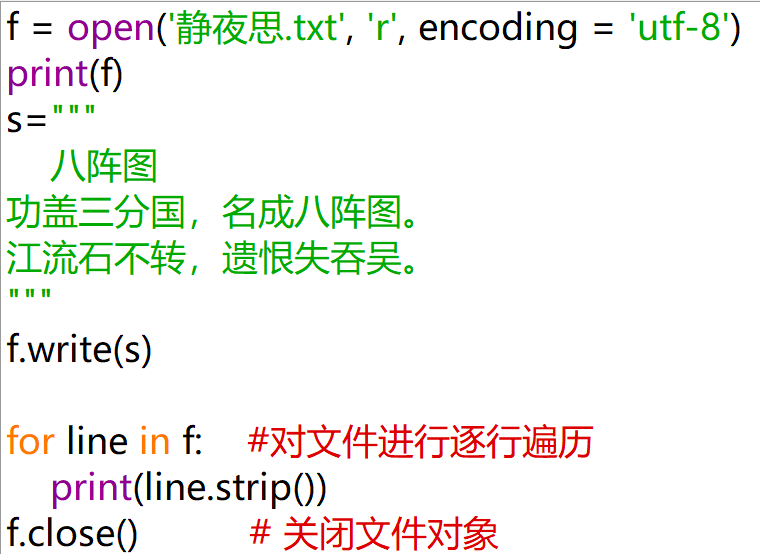 f = open('静夜思.txt', 'r', encoding = 'utf-8')
print(f)
s="""
    八阵图
功盖三分国，名成八阵图。
江流石不转，遗恨失吞吴。
"""
f.write(s)

for line in f:    #对文件进行逐行遍历
    print(line.strip())
f.close()          # 关闭文件对象